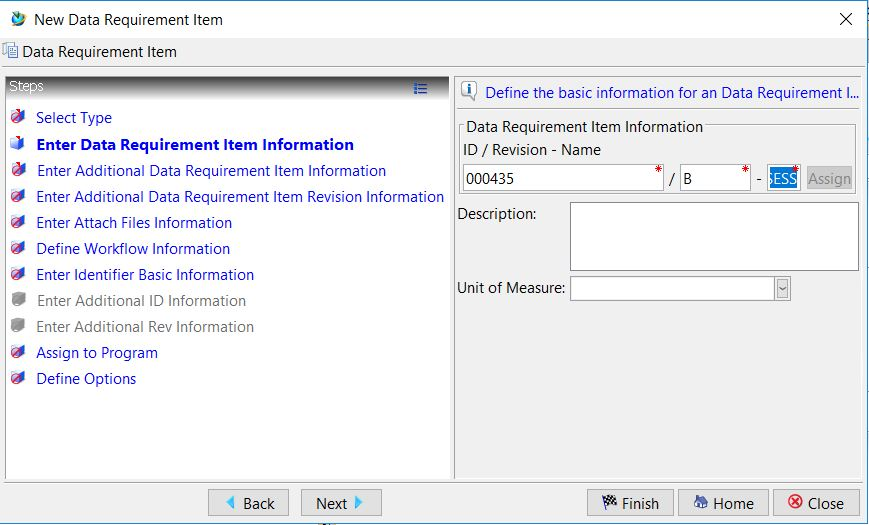 New Data Requirement Item
Data Requirement Item
Steps
Select Type
Enter Data Requirement Item Information
Enter Additional Data Requirement Item Information
Enter Additional Data Requirement Item Revision Information
Enter Attach Files Information
Define Workflow Information
Enter Identifier Basic Information
Enter Additional ID Information
Enter Additional Rev Information
Assign to Program
Define Options
Define the basic information for an Data Requirement I...
Data Requirement Item Information
ID / Revision - Name
000435 * / B * - SESS * Assign
Description:
Unit of Measure:
Back Next Finish Home Close